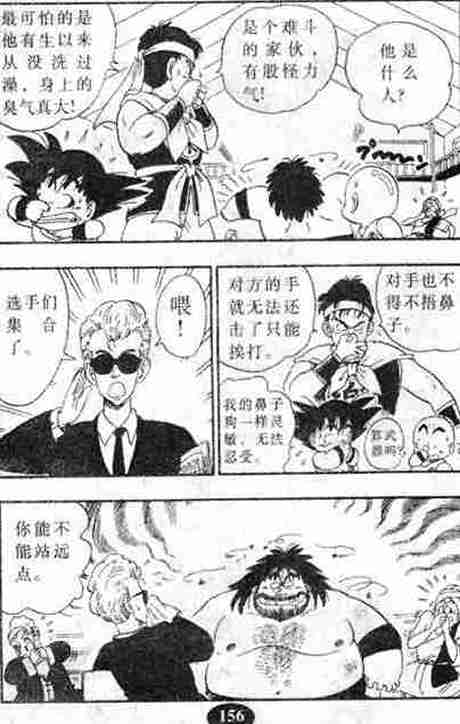 他是
什么
人?
是个难斗
的家伙，
有股怪力
气!
最可怕的是
他有生以来
从没洗过
澡，身上的
臭气真大!
对手也不
得不捂鼻
子。
对方的手
就无法还
击了只能
挨打。
我的鼻子
狗一样灵
敏，无法
忍受。
武
器吗?
喂!
选手们
集合
了。
你能不
能站远
点。
156